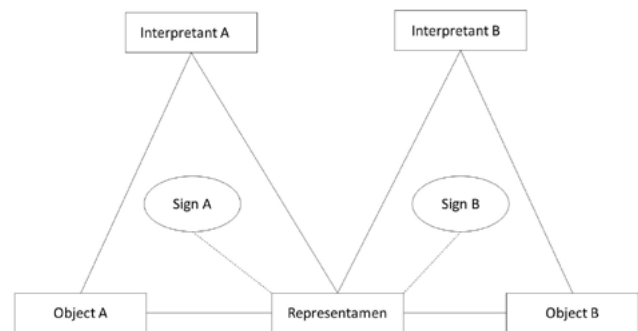 Interpretant A
Interpretant B
Sign A
Sign B
Object A
Representamen
Object B